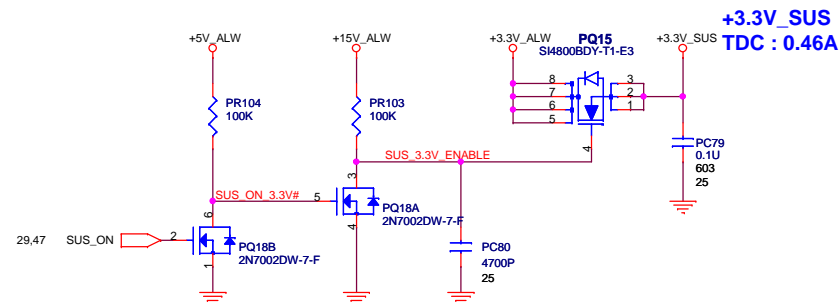 +3.3V_SUS
TDC : 0.46A
+5V_ALW
+15V_ALW
+3.3V_ALW
PQ15
SI4800BDY-T1-E3
+3.3V_SUS
8
7
6
5
3
2
1
4
PR104
100K
PR103
100K
SUS_3.3V_ENABLE
PC79
0.1U
603
25
SUS_ON_3.3V#
5
3
4
PQ18A
2N7002DW-7-F
29,47
SUS_ON
2
6
1
PQ18B
2N7002DW-7-F
PC80
4700P
25